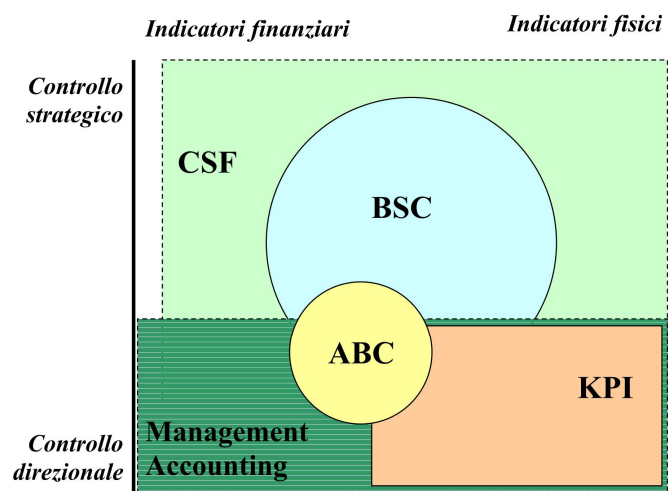 Indicatori finanziari
Indicatori fisici
Controllo
strategico
CSF
BSC
ABC
KPI
Management
Accounting
Controllo
direzionale